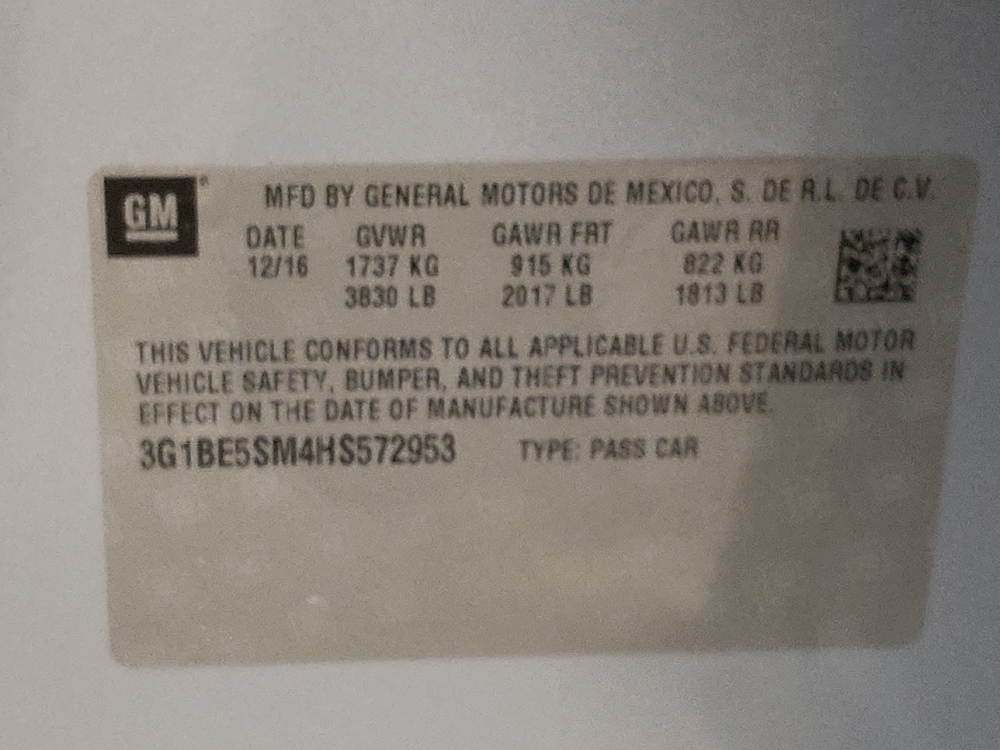 GM
MFD BY GENERAL MOTORS DE MEXICO, S. DE R.L. DE C.V.
DATE GVWR GAWR FRT GAWR RR
12/16 1737 KG 915 KG 822 KG
3830 LB 2017 LB 1813 LB
THIS VEHICLE CONFORMS TO ALL APPLICABLE U.S. FEDERAL MOTOR
VEHICLE SAFETY, BUMPER, AND THEFT PREVENTION STANDARDS IN
EFFECT ON THE DATE OF MANUFACTURE SHOWN ABOVE.
3G1BE5SM4HS572953 TYPE: PASS CAR